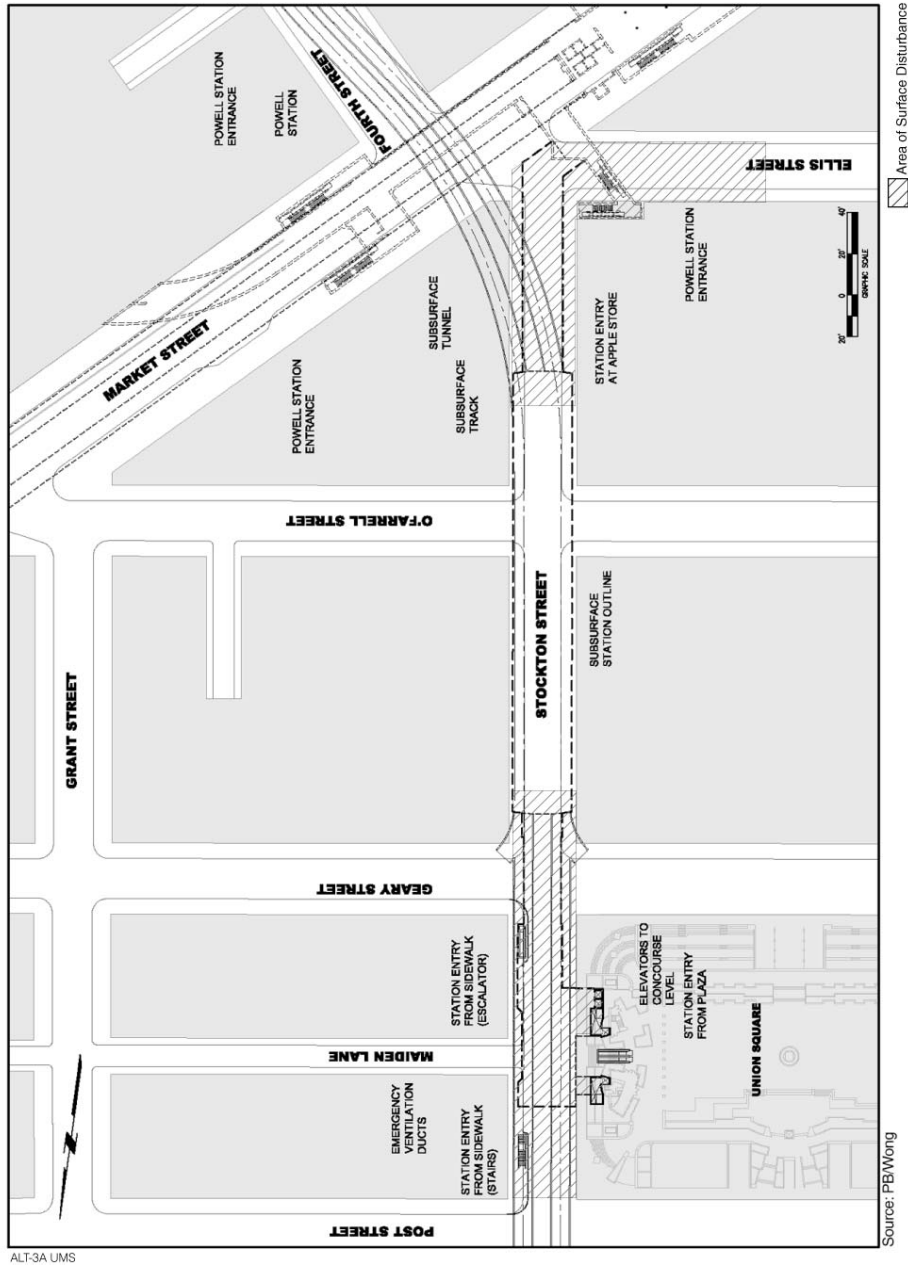 POWELL STATION
ENTRANCE
POWELL
STATION
FOURTH STREET
MARKET STREET
POWELL STATION
ENTRANCE
SUBSURFACE
TUNNEL
SUBSURFACE
TRACK
STATION ENTRY
AT APPLE STORE
POWELL STATION
ENTRANCE
ELLIS STREET
20'
0
20'
40'
GRAPHIC SCALE
O'FARRELL STREET
GRANT STREET
STOCKTON STREET
SUBSURFACE
STATION OUTLINE
GEARY STREET
STATION ENTRY
FROM SIDEWALK
(ESCALATOR)
ELEVATORS TO
CONCOURSE
LEVEL
STATION ENTRY
FROM PLAZA
UNION SQUARE
MAIDEN LANE
EMERGENCY
VENTILATION
DUCTS
STATION ENTRY
FROM SIDEWALK
(STAIRS)
POST STREET
Z
Area of Surface Disturbance
Source: PB/Wong
ALT-3A UMS